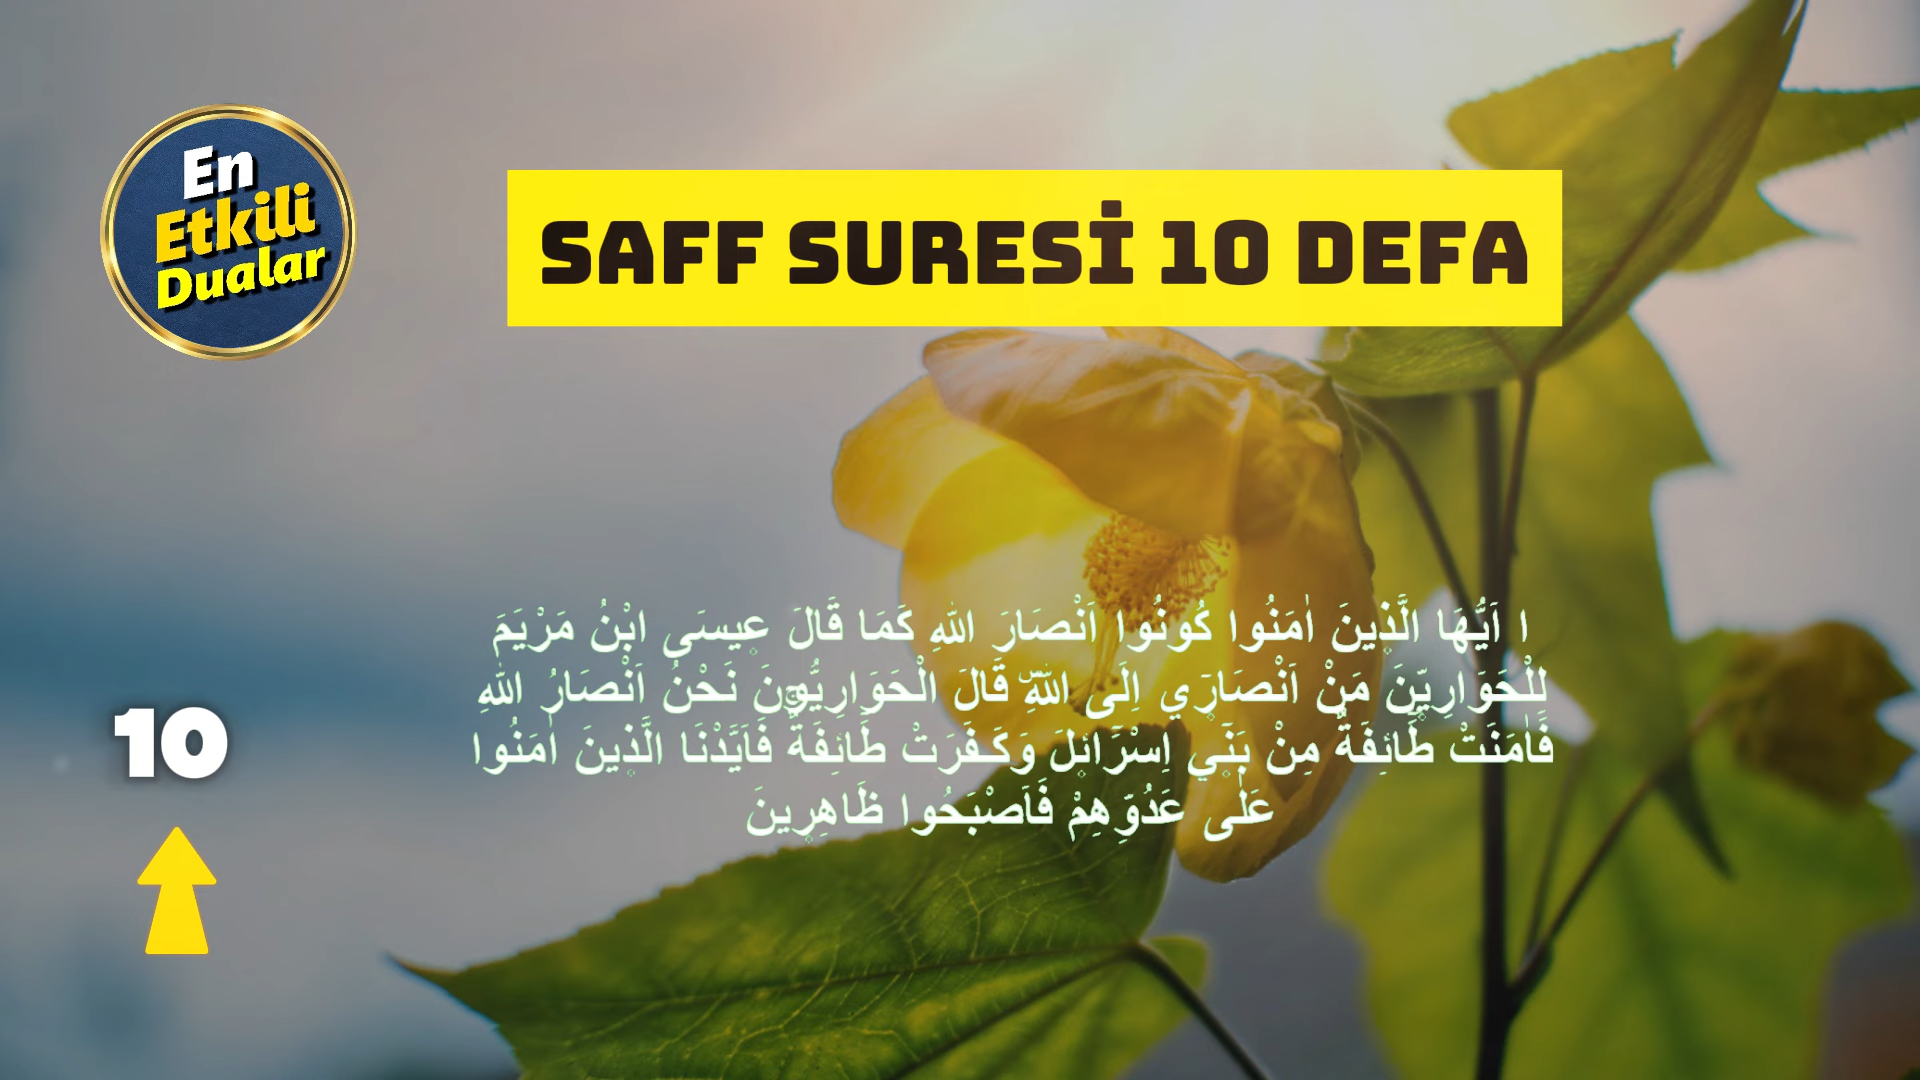 En
Etkili
Dualar
SAFF SURESİ 10 DEFA
ا اَيُّهَا الَّذ۪ينَ اٰمَنُوا كُونُوا اَنْصَارَ اللّٰهِ كَمَا قَالَ ع۪يسَى ابْنُ مَرْيَمَ
لِلْحَوَارِيّ۪نَ مَنْ اَنْصَار۪ٓي اِلَى اللّٰهِۜ قَالَ الْحَوَارِيُّونَ نَحْنُ اَنْصَارُ اللّٰهِ
فَاٰمَنَتْ طَٓائِفَةٌ مِنْ بَن۪ٓي اِسْرَٓائ۪لَ وَكَـفَرَتْ طَٓائِفَةٌۚ فَاَيَّدْنَا الَّذ۪ينَ اٰمَنُوا
عَلٰى عَدُوِّهِمْ فَاَصْبَحُوا ظَاهِر۪ينَ
10